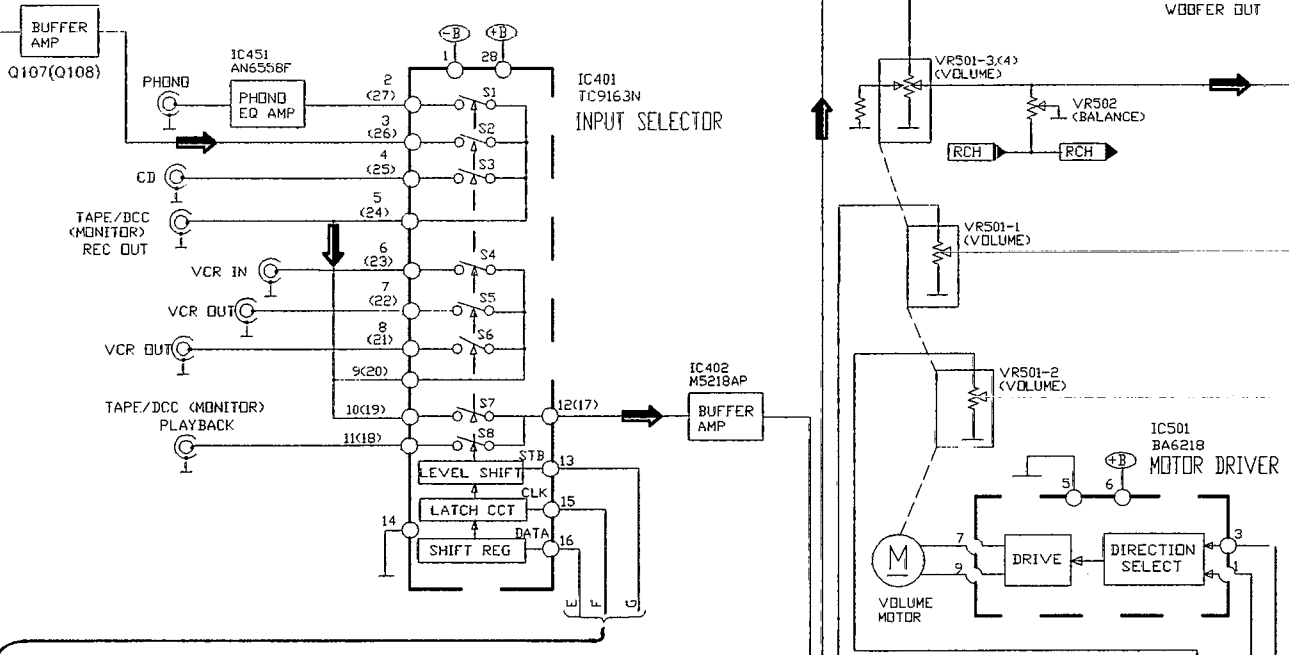 BUFFER
AMP
Q107(Q108)
PHONO
IC451
AN6558F
PHONO
EQ AMP
-B
+B
1
28
IC401
TC9163N
INPUT SELECTOR
2
(27)
S1
3
(26)
S2
4
(25)
S3
CD
5
(24)
TAPE/DCC
(MONITOR)
REC OUT
6
(23)
S4
VCR IN
7
(22)
S5
VCR OUT
8
(21)
S6
VCR OUT
9(20)
TAPE/DCC (MONITOR)
PLAYBACK
10(19)
S7
12(17)
11(18)
S8
IC402
M5218AP
BUFFER
AMP
STB
13
LEVEL SHIFT
CLK
15
LATCH CCT
14
DATA
16
SHIFT REG
E
F
G
WOOFER OUT
VR501-3,(4)
(VOLUME)
VR502
(BALANCE)
RCH
RCH
VR501-1
(VOLUME)
VR501-2
(VOLUME)
IC501
BA6218
MOTOR DRIVER
+B
5
6
M
7
9
DRIVE
DIRECTION
SELECT
3
1
VOLUME
MOTOR